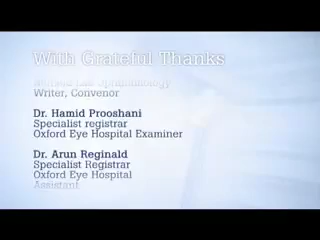 With Grateful Thanks
Ophthalmology
Writer, Convenor
Dr. Hamid Prooshani
Specialist registrar
Oxford Eye Hospital Examiner
Dr. Arun Reginald
Specialist Registrar
Oxford Eye Hospital
Assistant